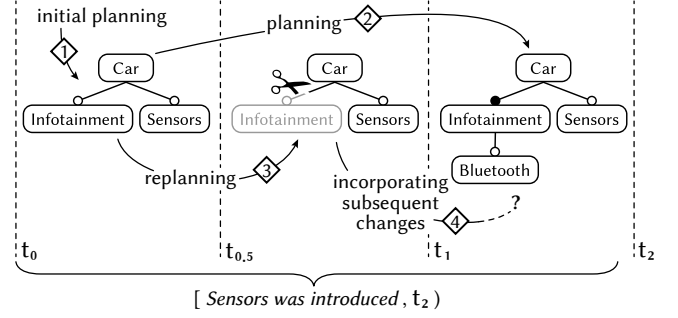 initial planning
planning
2
1
Car
Car
Car
Infotainment
Sensors
Infotainment
Sensors
Infotainment
Sensors
Bluetooth
replanning
3
incorporating
subsequent
changes
4
?
t0
t0.5
t1
t2
[ Sensors was introduced , t2 )